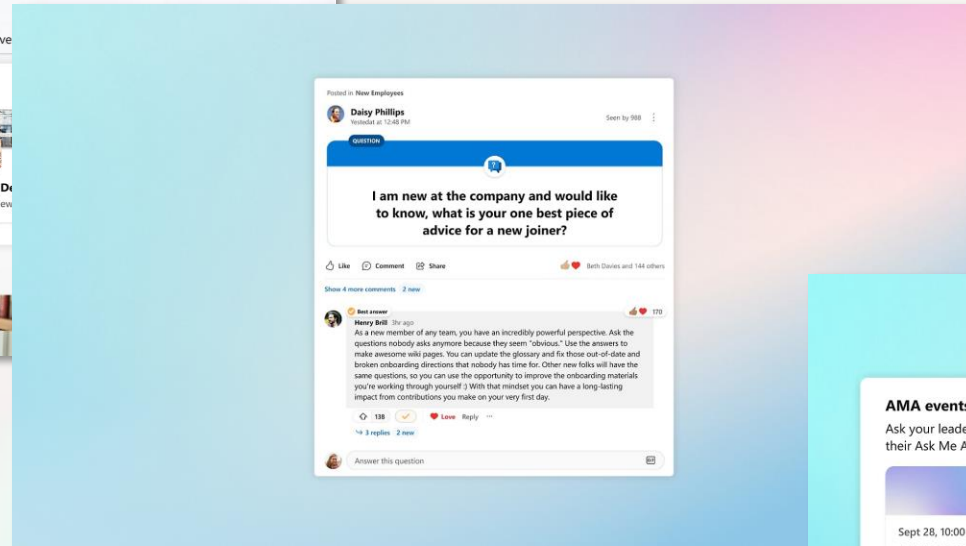 Posted in New Employees
Daisy Phillips
Yestedat at 12:48 PM
Seen by 988
QUESTION
I am new at the company and would like
to know, what is your one best piece of
advice for a new joiner?
Like Comment Share
Beth Davies and 144 others
Show 4 more comments 2 new
Best answer
170
Henry Brill 3hr ago
As a new member of any team, you have an incredibly powerful perspective. Ask the
questions nobody asks anymore because they seem "obvious." Use the answers to
make awesome wiki pages. You can update the glossary and fix those out-of-date and
broken onboarding directions that nobody has time for. Other new folks will have the
same questions, so you can use the opportunity to improve the onboarding materials
you're working through yourself :) With that mindset you can have a long-lasting
impact from contributions you make on your very first day.
138 Love Reply
3 replies 2 new
Answer this question
AMA events
Ask your leade
their Ask Me A
Sept 28, 10:00